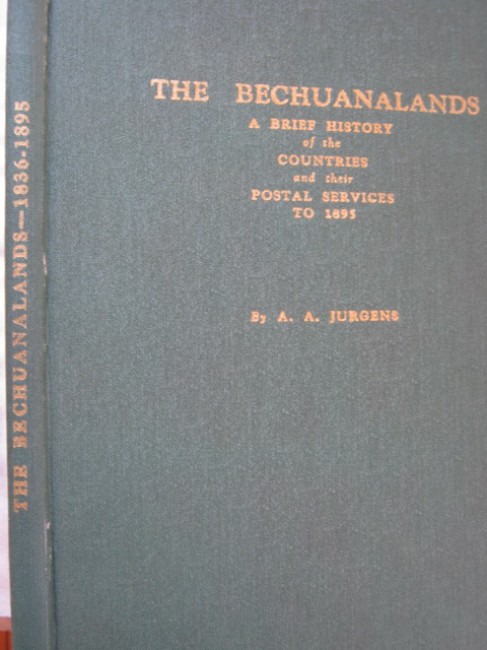 THE BECHUANALANDS
A BRIEF HISTORY
of the
COUNTRIES
and their
POSTAL SERVICES
TO 1895
By A. A. JURGENS
THE BECHUANALANDS—1836-1895